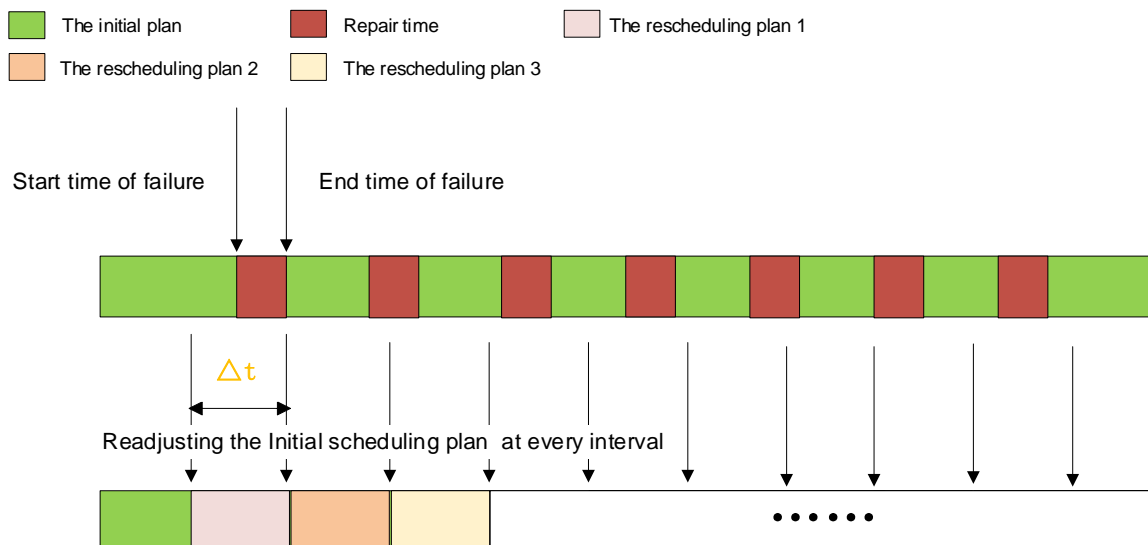 The initial plan
Repair time
The rescheduling plan 1
The rescheduling plan 2
The rescheduling plan 3
Start time of failure
End time of failure
△t
Readjusting the Initial scheduling plan at every interval
••••••